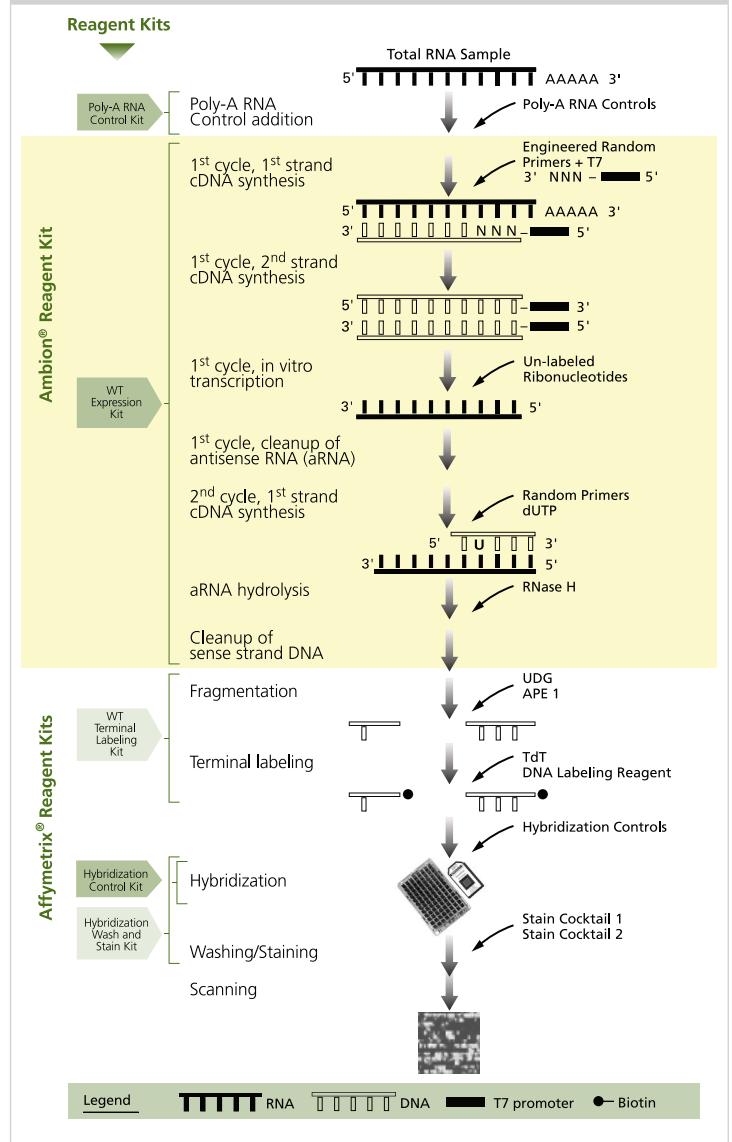 Reagent Kits
Total RNA Sample
5' AAAAA 3'
Poly-A RNA
Control Kit
Poly-A RNA
Control addition
Poly-A RNA Controls
Ambion® Reagent Kit
WT
Expression
Kit
1st cycle, 1st strand
cDNA synthesis
Engineered Random
Primers + T7
3' NNN – 5'
5' AAAAA 3'
3' N N N – 5'
1st cycle, 2nd strand
cDNA synthesis
5' – 3'
3' – 5'
1st cycle, in vitro
transcription
Un-labeled
Ribonucleotides
3' 5'
1st cycle, cleanup of
antisense RNA (aRNA)
2nd cycle, 1st strand
cDNA synthesis
Random Primers
dUTP
5' U 3'
3' 5'
aRNA hydrolysis
RNase H
Cleanup of
sense strand DNA
Affymetrix® Reagent Kits
WT
Terminal
Labeling
Kit
Fragmentation
UDG
APE 1
Terminal labeling
TdT
DNA Labeling Reagent
Hybridization Controls
Hybridization
Control Kit
Hybridization
Hybridization
Wash and
Stain Kit
Stain Cocktail 1
Stain Cocktail 2
Washing/Staining
Scanning
Legend RNA DNA T7 promoter Biotin